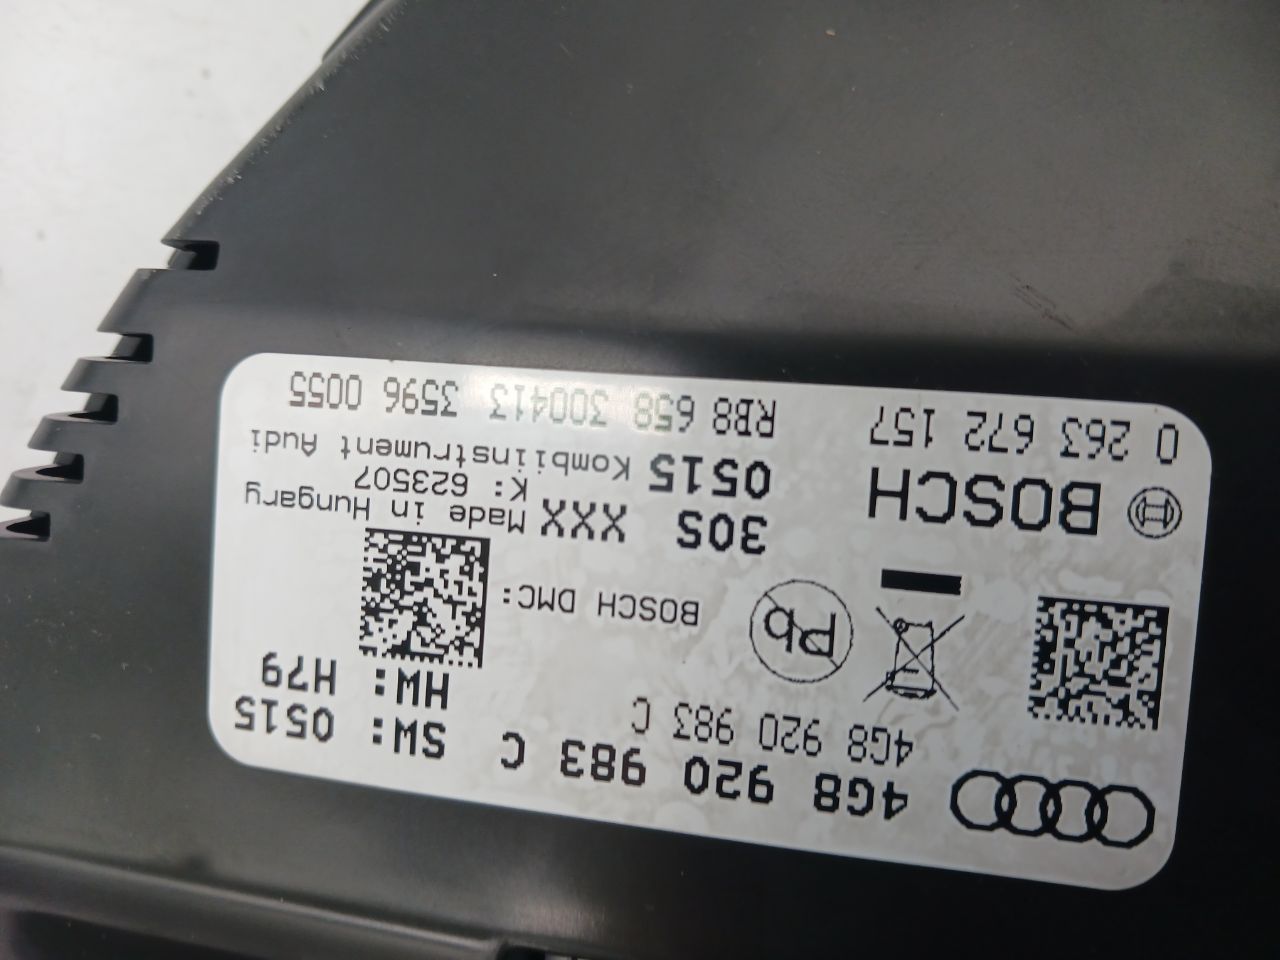 4G8 920 983 C SW: 0515
4G8 920 983 C HW: H79
Pb
BOSCH DMC:
BOSCH
30S XXX Made in Hungary
K: 623507
0515 Kombiinstrument Audi
0 263 672 157 RB8 658 300413 3596 0055